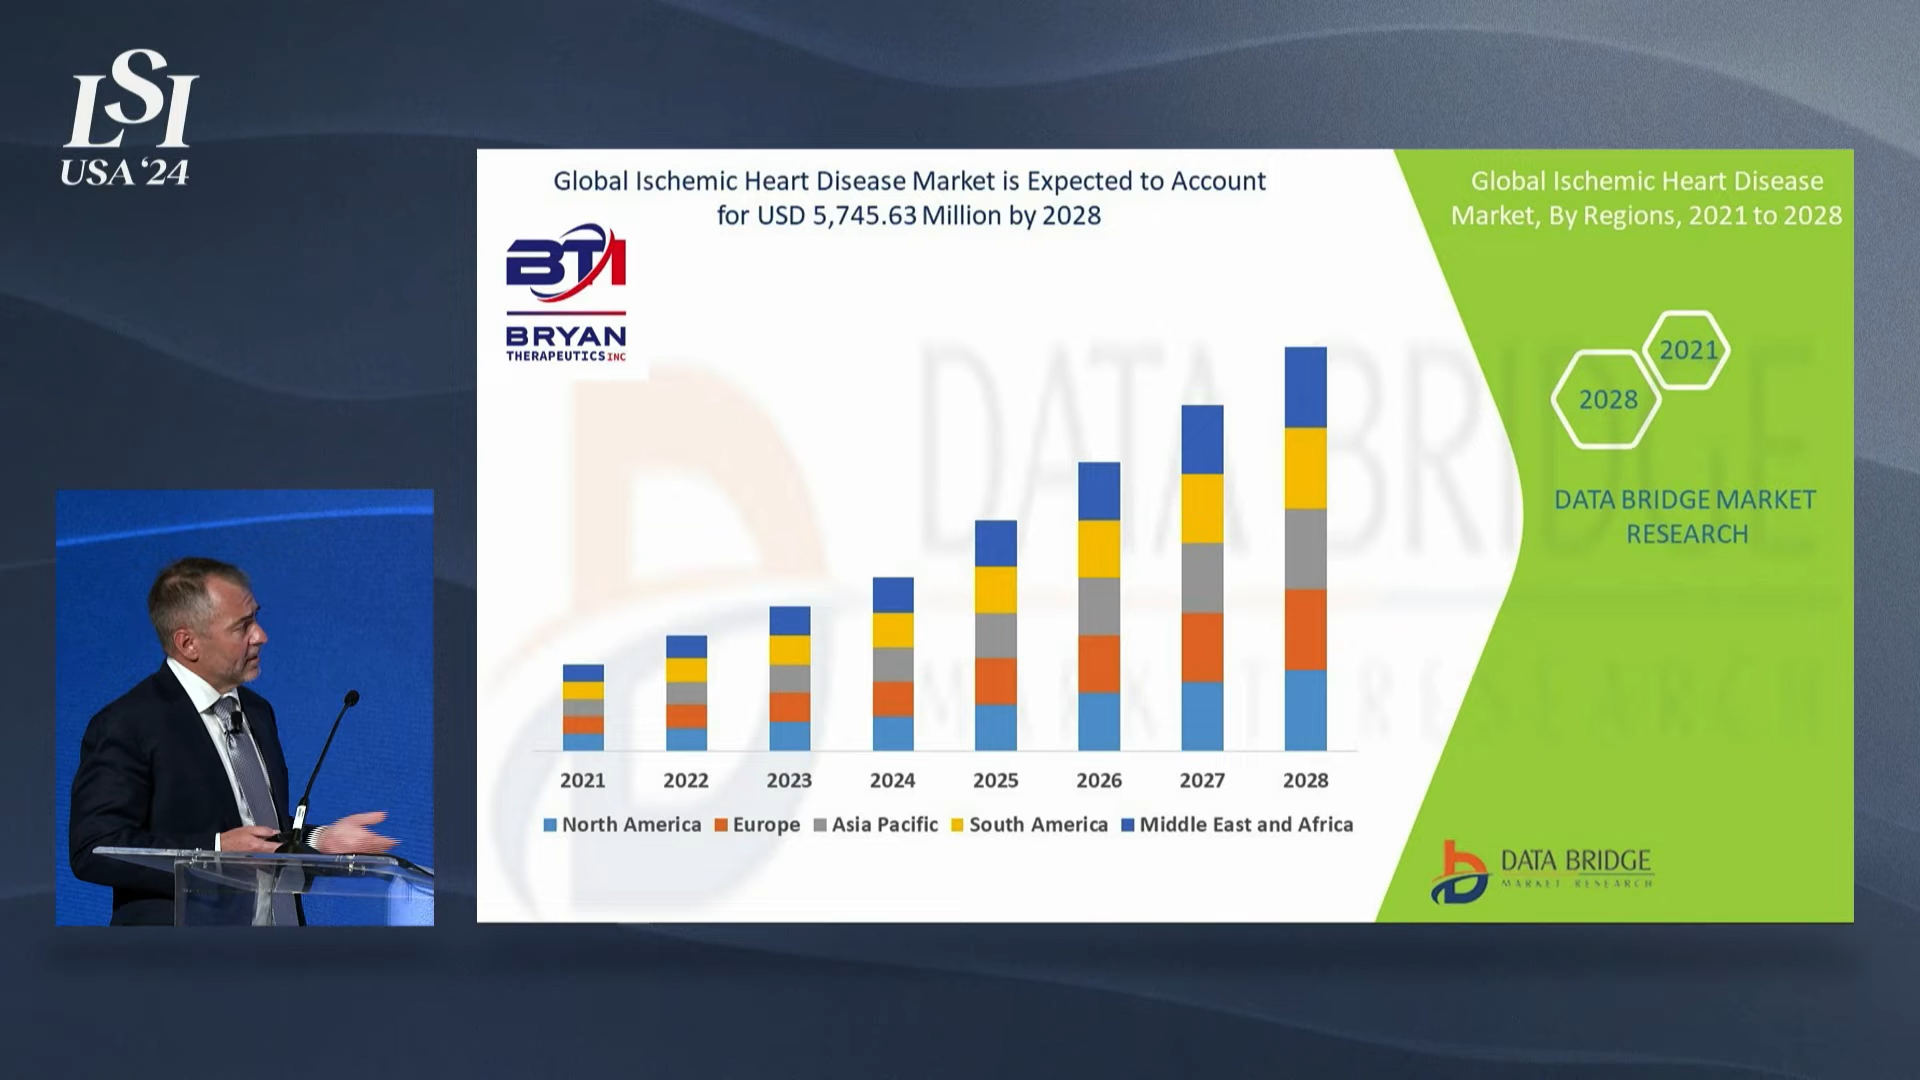 LSI
USA '24
Global Ischemic Heart Disease Market is Expected to Account
for USD 5,745.63 Million by 2028
BTI
BRYAN
THERAPEUTICS INC
Global Ischemic Heart Disease
Market, By Regions, 2021 to 2028
2021
2028
DATA BRIDGE MARKET
RESEARCH
DATA BRIDGE
MARKET RESEARCH
2021 2022 2023 2024 2025 2026 2027 2028
North America Europe Asia Pacific South America Middle East and Africa
DATA BRIDGE
MARKET RESEARCH